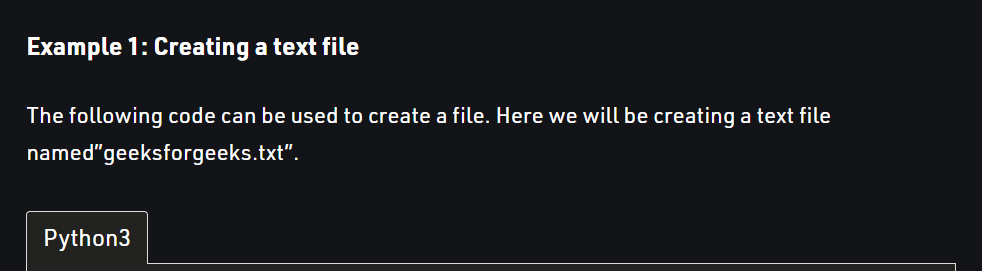 Example 1: Creating a text file
The following code can be used to create a file. Here we will be creating a text file
named”geeksforgeeks.txt”.
Python3